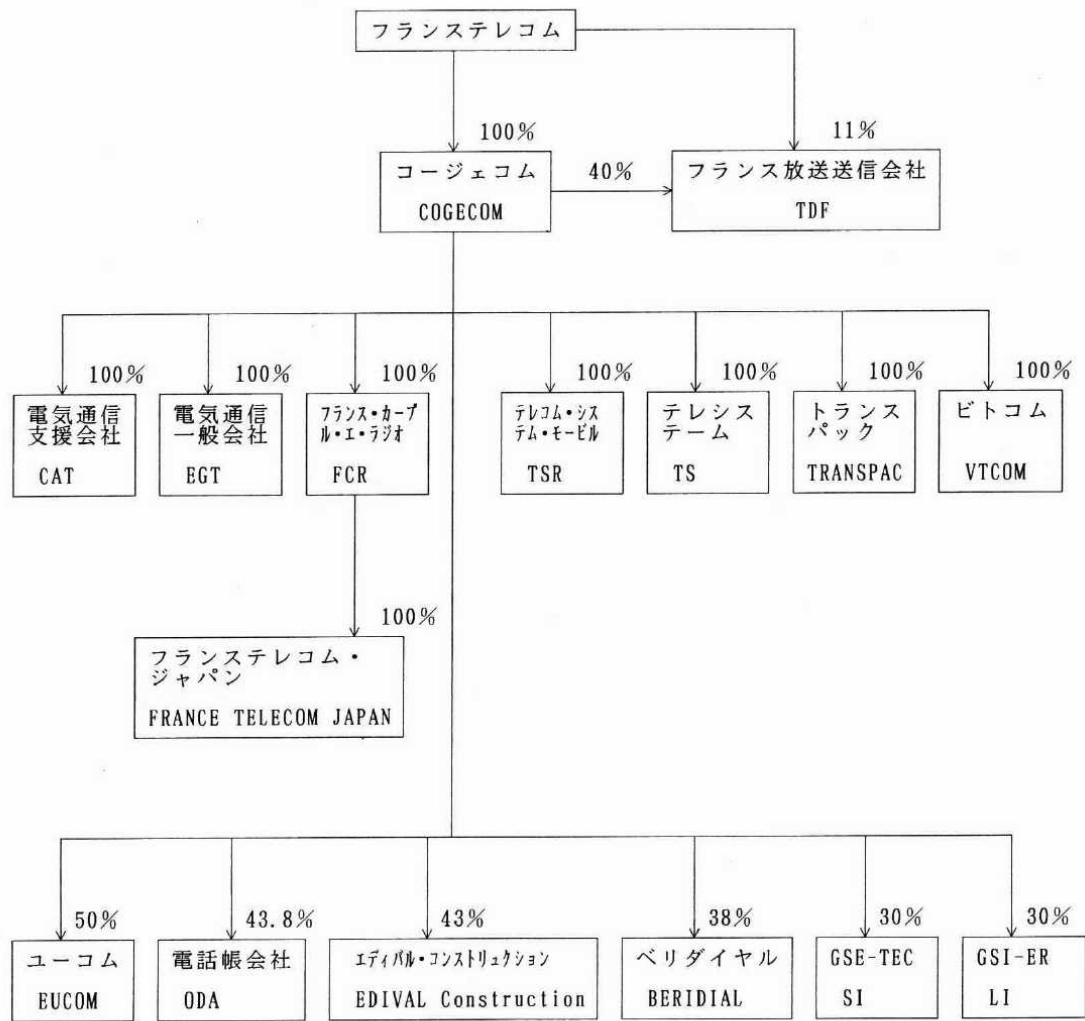 フランステレコム
100%
11%
コージェコム
COGECOM
40%
フランス放送送信会社
TDF
100%
100%
100%
100%
100%
100%
100%
電気通信
支援会社
CAT
電気通信
一般会社
EGT
フランス・カーブ
ル・エ・ラジオ
FCR
テレコム・シス
テム・モービル
TSR
テレシス
テーム
TS
トランス
パック
TRANSPAC
ビトコム
VTCOM
100%
フランステレコム・
ジャパン
FRANCE TELECOM JAPAN
50%
43.8%
43%
38%
30%
30%
ユーコム
EUCOM
電話帳会社
ODA
エディバル・コンストリュクション
EDIVAL Construction
ベリダイヤル
BERIDIAL
GSE-TEC
SI
GSI-ER
LI